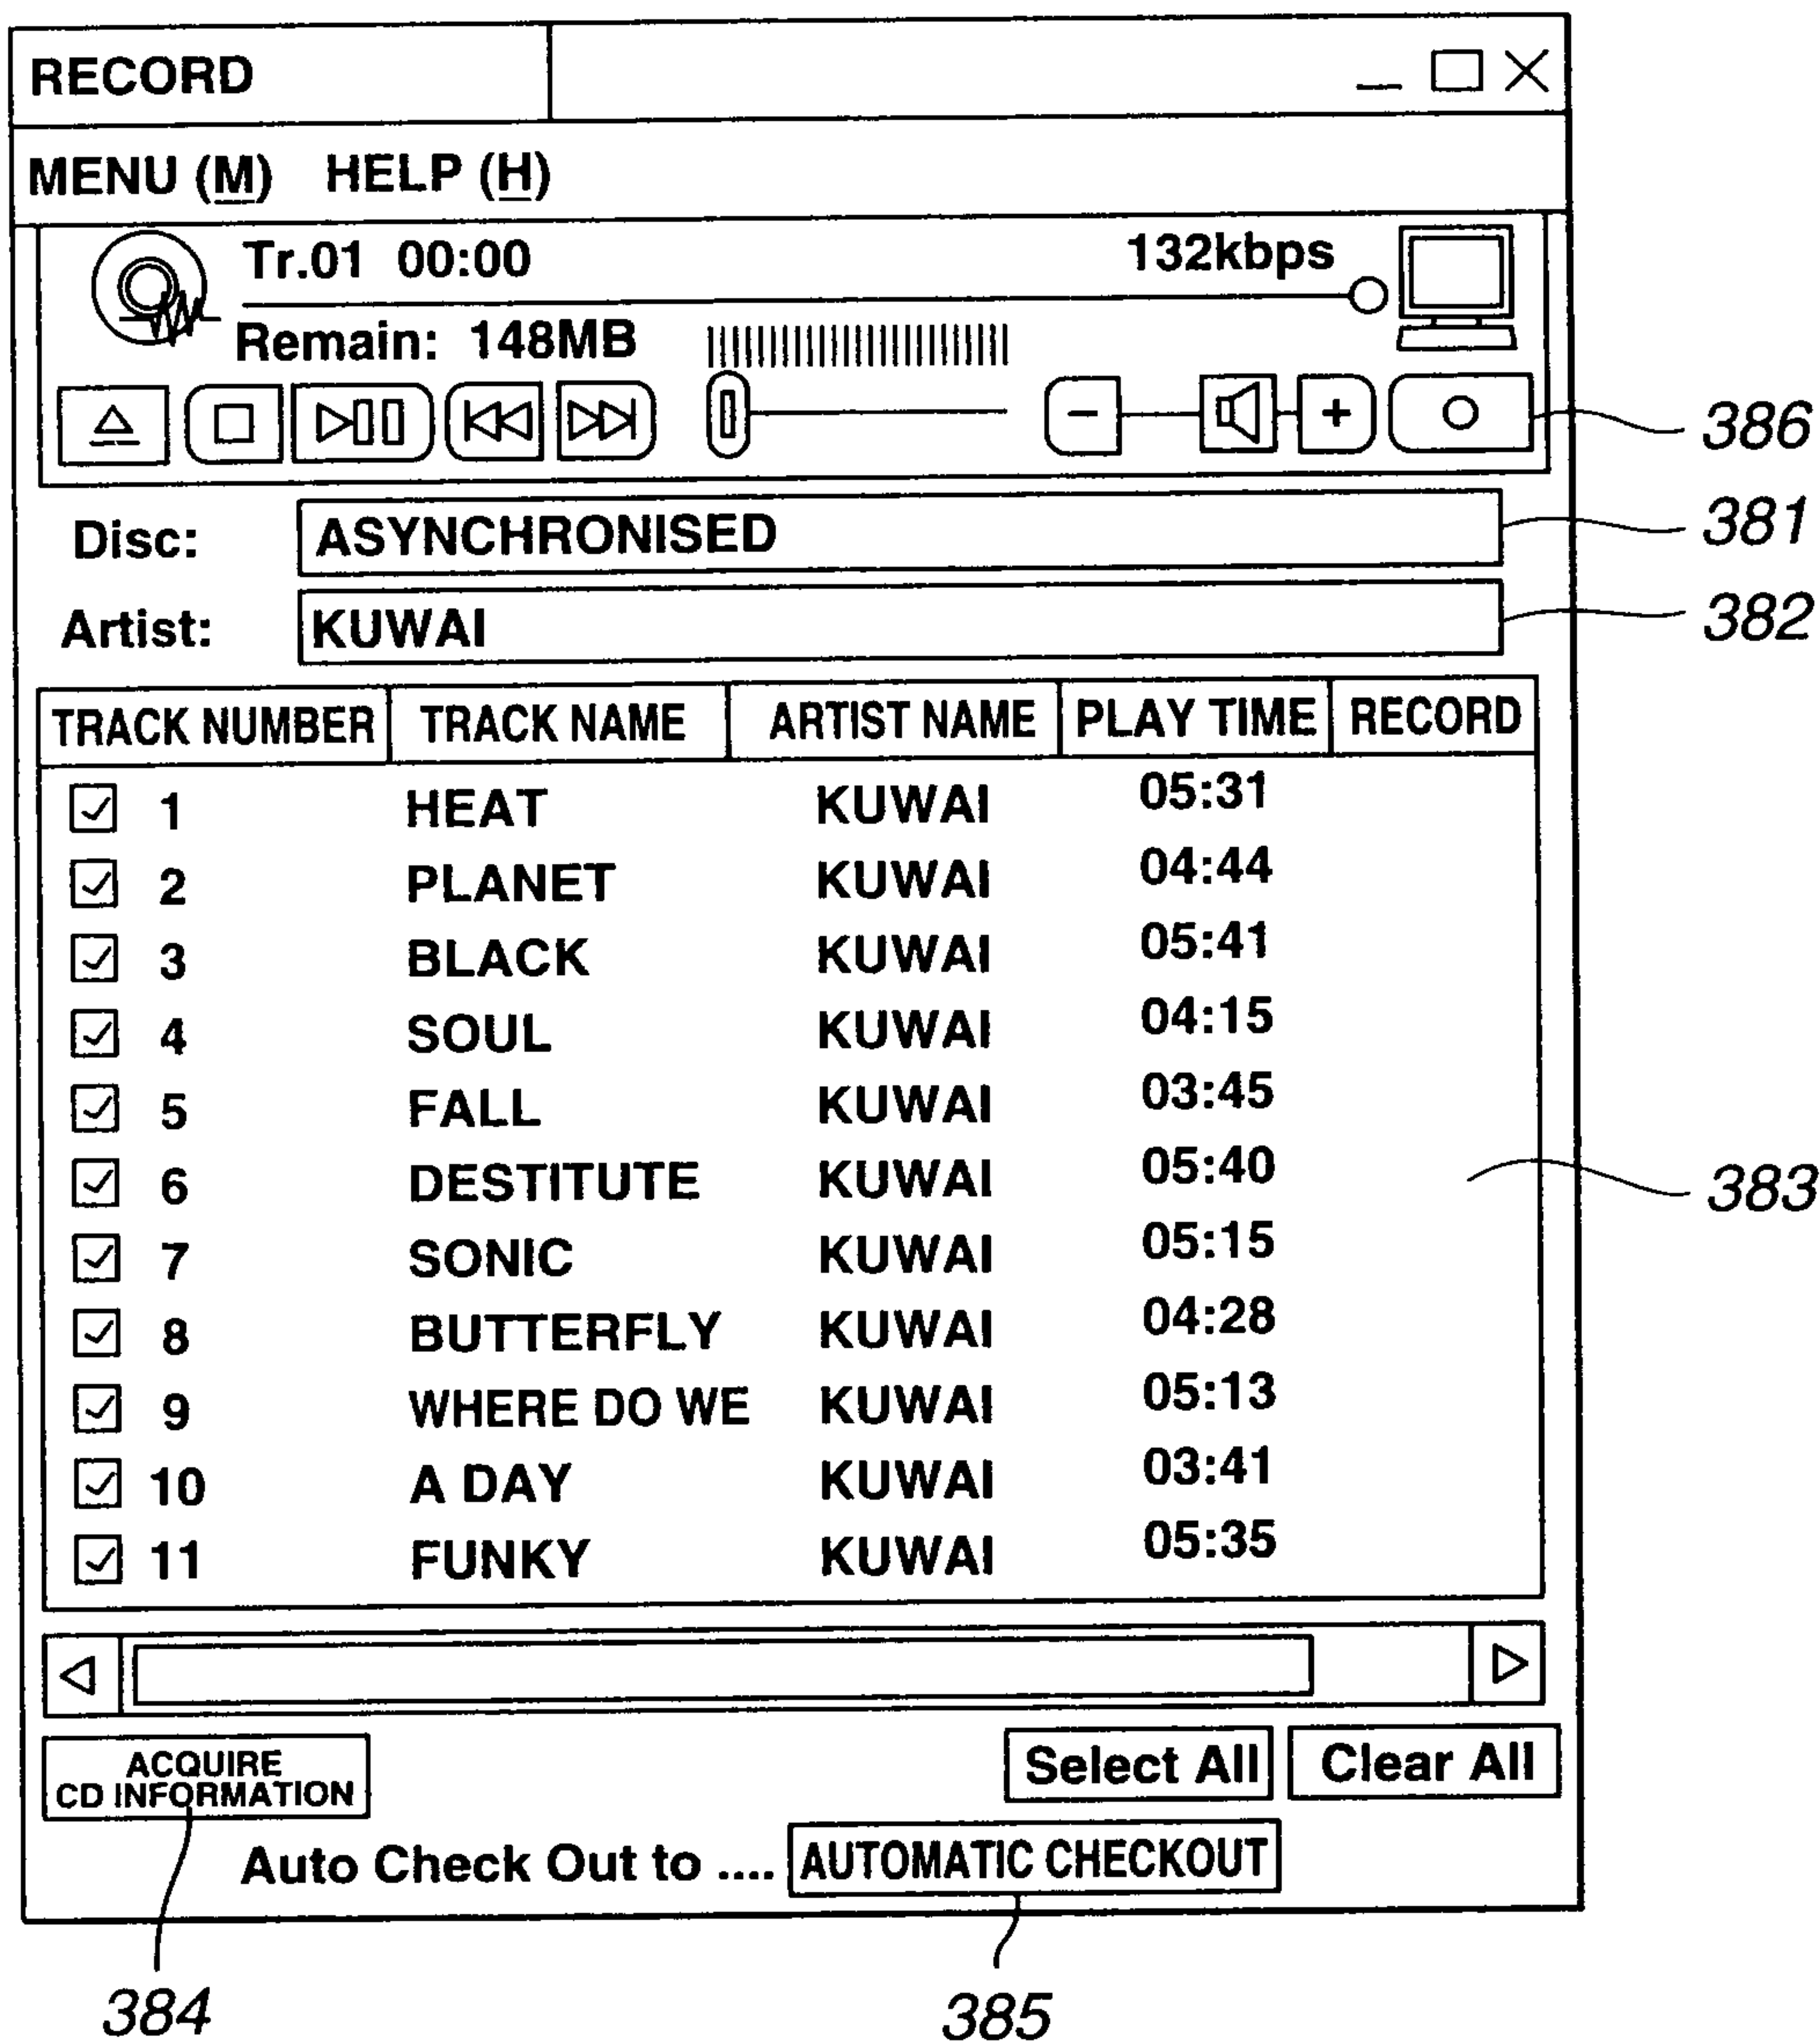 RECORD
MENU (M) HELP (H)
Tr.01 00:00 132kbps
Remain: 148MB
386
Disc: ASYNCHRONISED 381
Artist: KUWAI 382
TRACK NUMBER TRACK NAME ARTIST NAME PLAY TIME RECORD
1 HEAT KUWAI 05:31
2 PLANET KUWAI 04:44
3 BLACK KUWAI 05:41
4 SOUL KUWAI 04:15
5 FALL KUWAI 03:45
6 DESTITUTE KUWAI 05:40 383
7 SONIC KUWAI 05:15
8 BUTTERFLY KUWAI 04:28
9 WHERE DO WE KUWAI 05:13
10 A DAY KUWAI 03:41
11 FUNKY KUWAI 05:35
ACQUIRE
CD INFORMATION
Select All Clear All
Auto Check Out to .... AUTOMATIC CHECKOUT
384 385